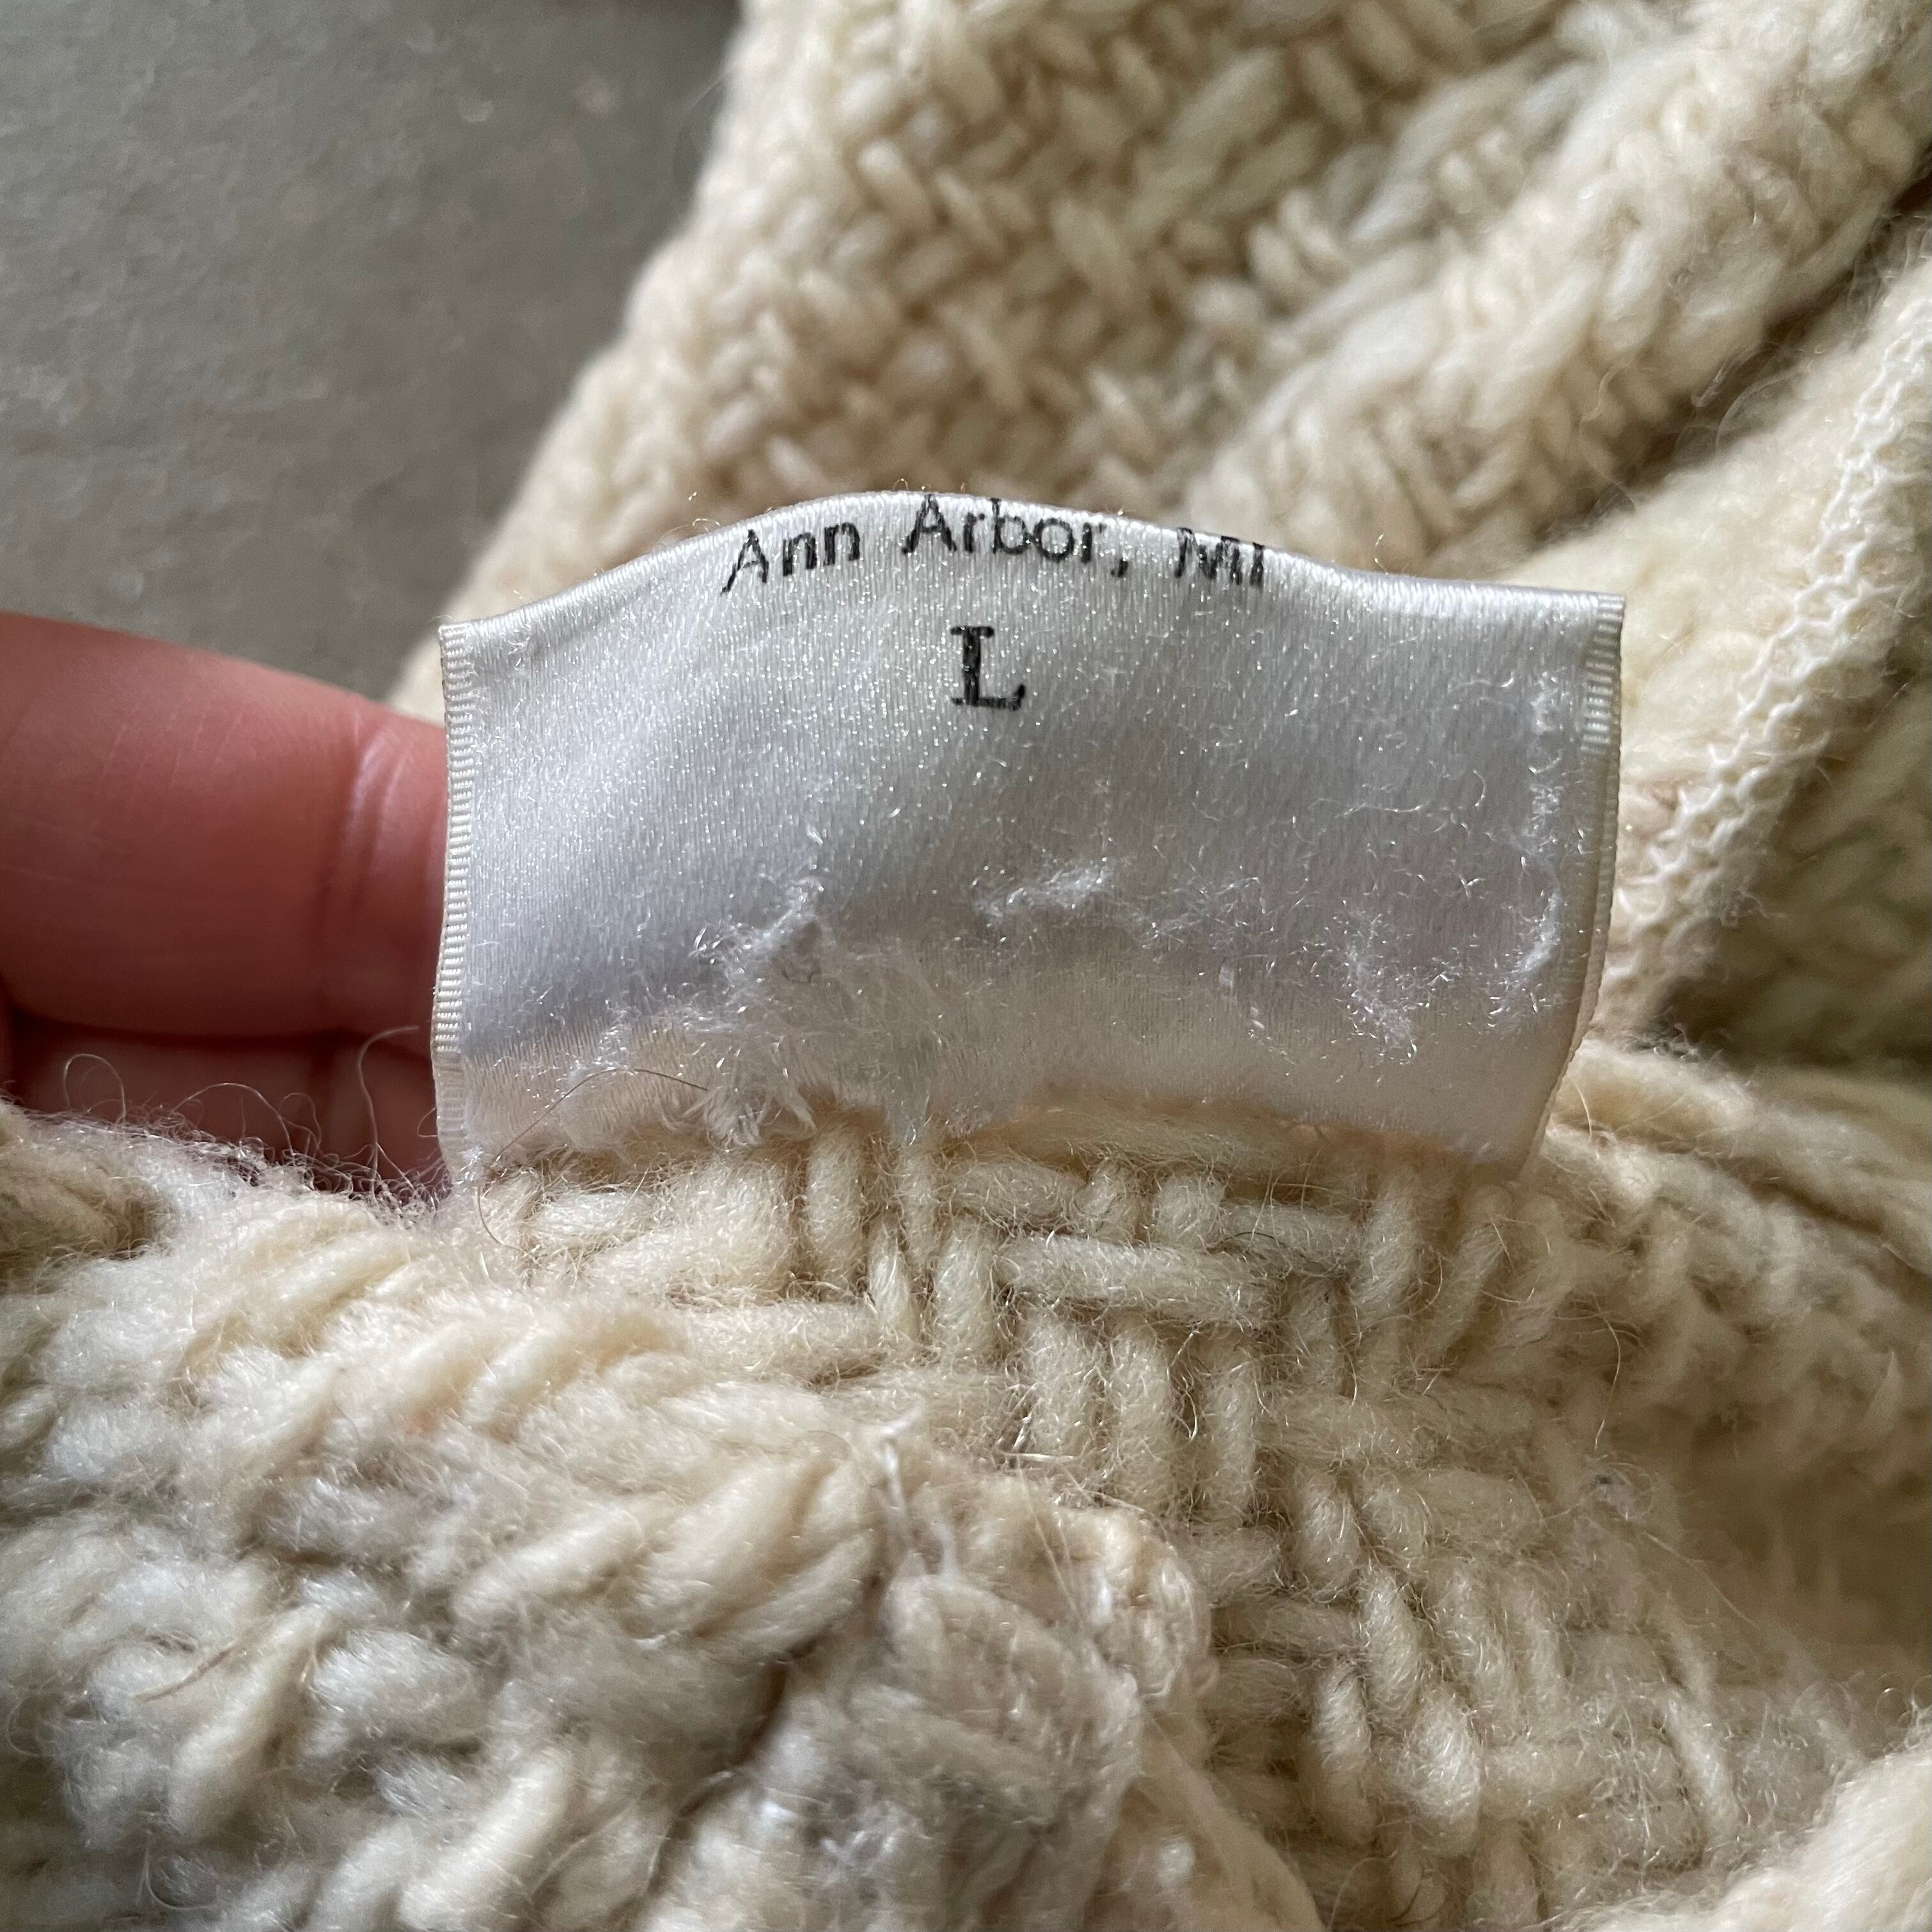 Ann Arbor, MI
L